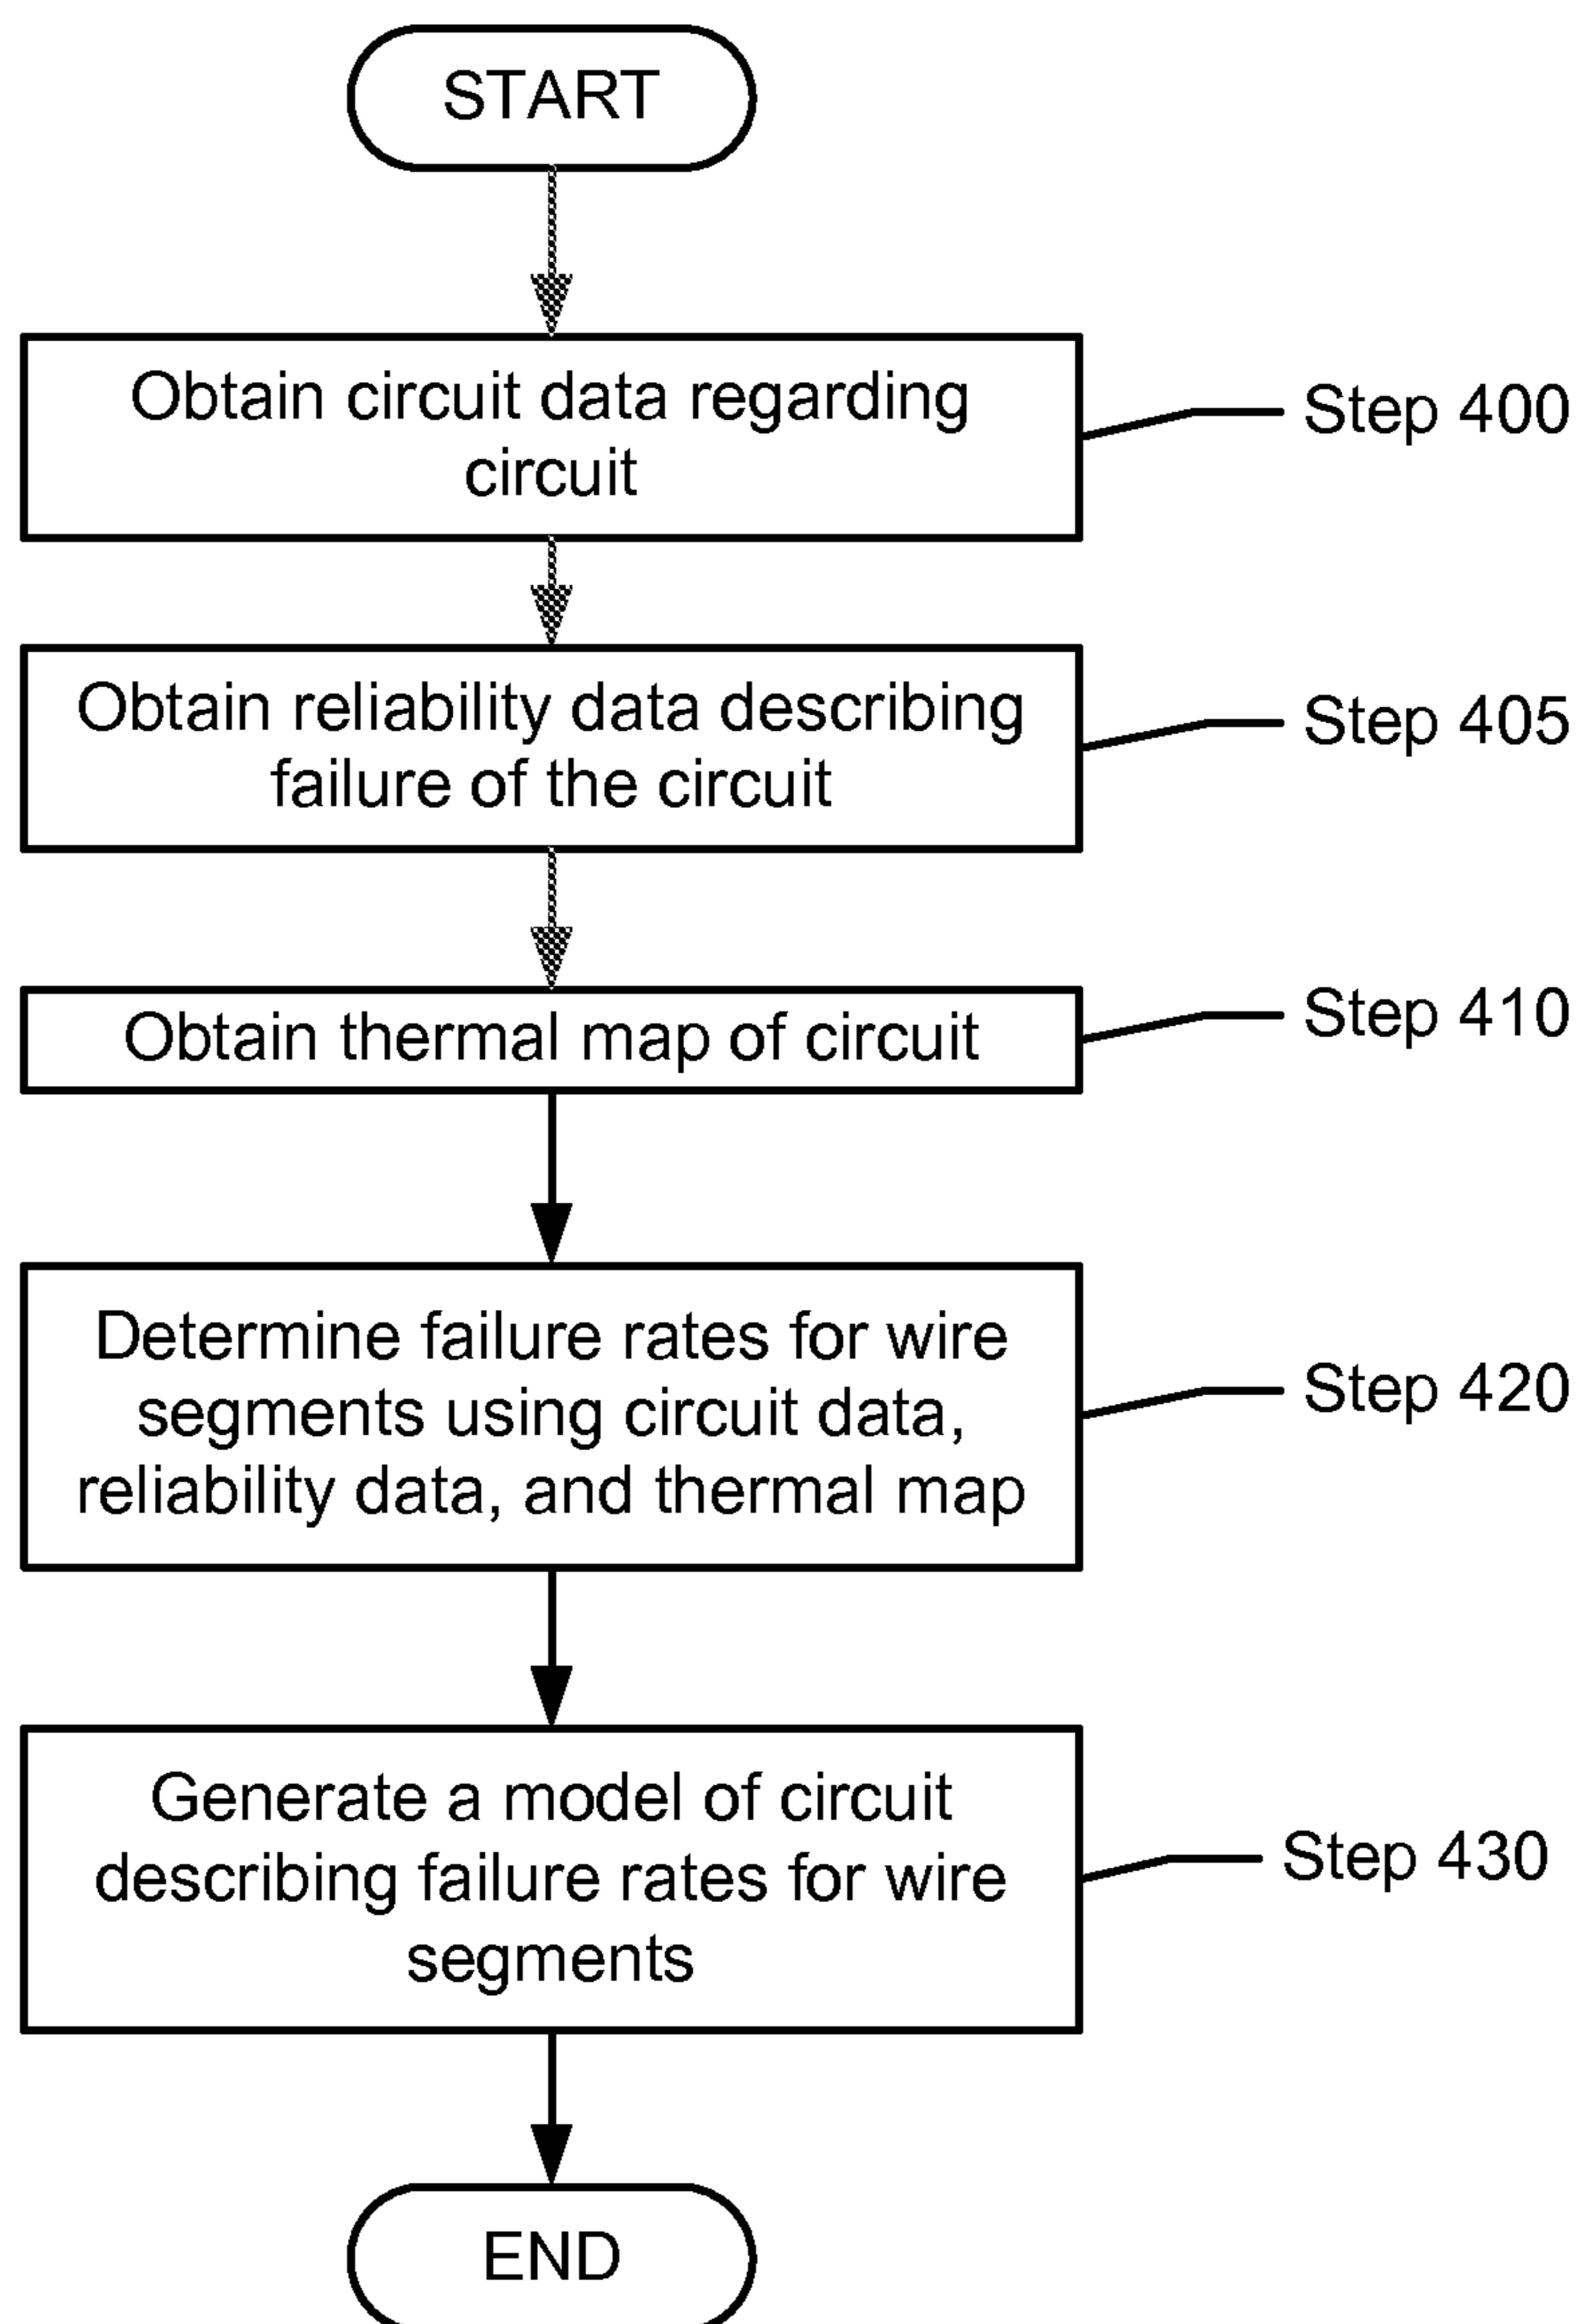 START
Obtain circuit data regarding
circuit
Step 400
Obtain reliability data describing
failure of the circuit
Step 405
Obtain thermal map of circuit
Step 410
Determine failure rates for wire
segments using circuit data,
reliability data, and thermal map
Step 420
Generate a model of circuit
describing failure rates for wire
segments
Step 430
END